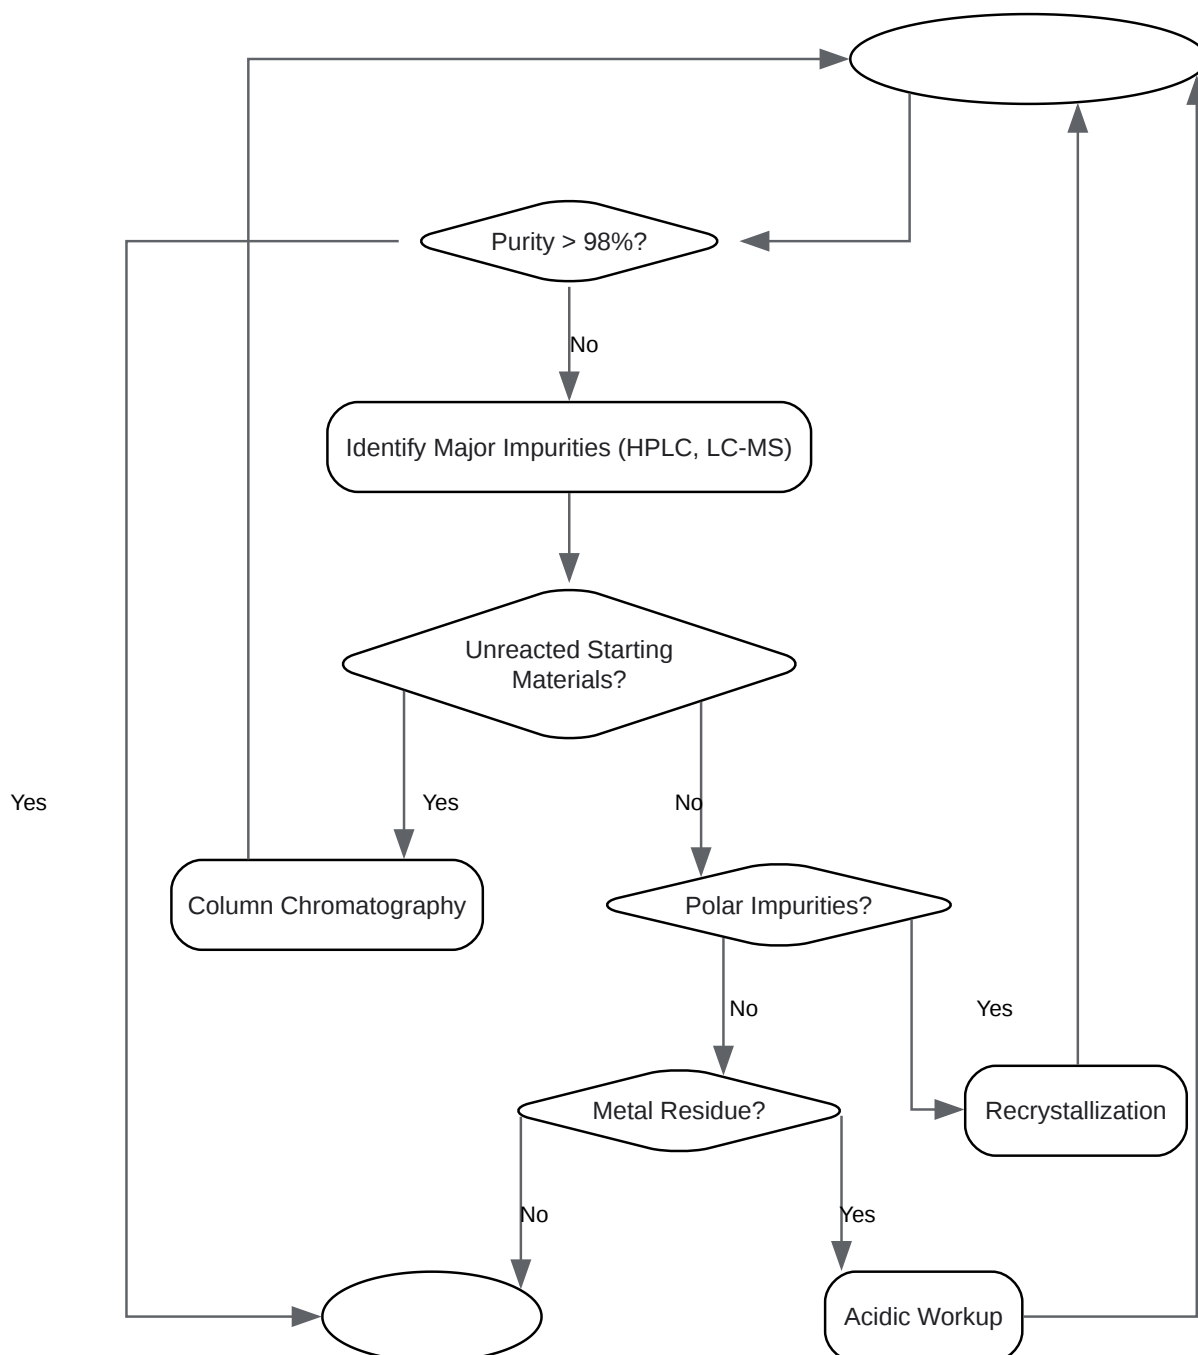 Purity > 98%?
No
Identify Major Impurities (HPLC, LC-MS)
Unreacted Starting
Materials?
Yes
Yes
No
Column Chromatography
Polar Impurities?
No
Yes
Metal Residue?
Recrystallization
No
Yes
Acidic Workup